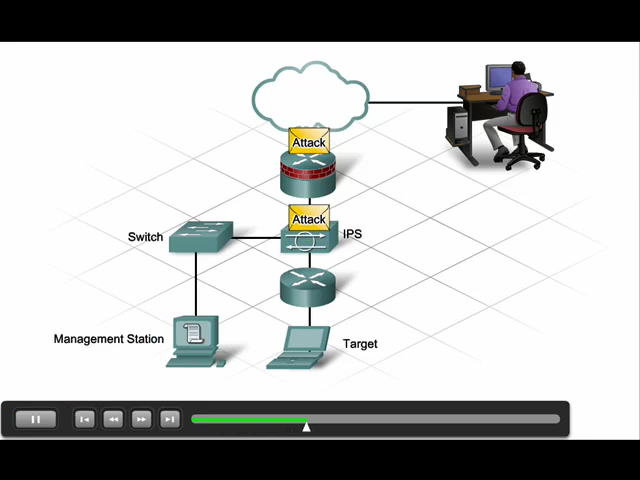 Attack
Attack
IPS
Switch
Management Station
Target